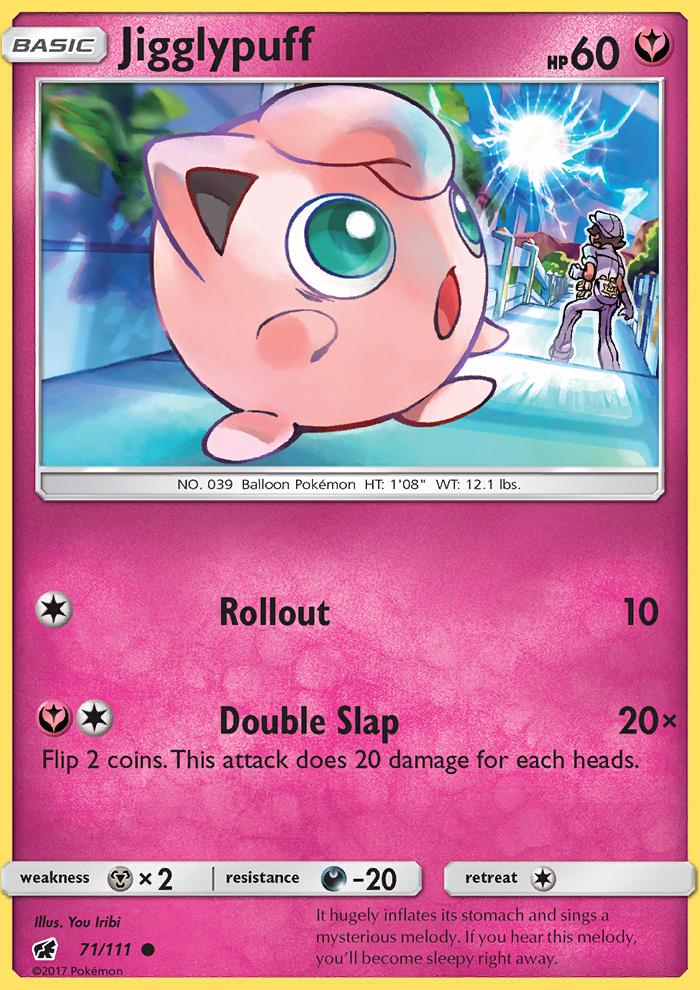 BASIC Jigglypuff HP 60
NO. 039 Balloon Pokémon HT: 1'08" WT: 12.1 lbs.
Rollout 10
Double Slap 20×
Flip 2 coins. This attack does 20 damage for each heads.
weakness × 2 resistance -20 retreat
Illus. You Iribi
71/111
©2017 Pokémon
It hugely inflates its stomach and sings a
mysterious melody. If you hear this melody,
you'll become sleepy right away.